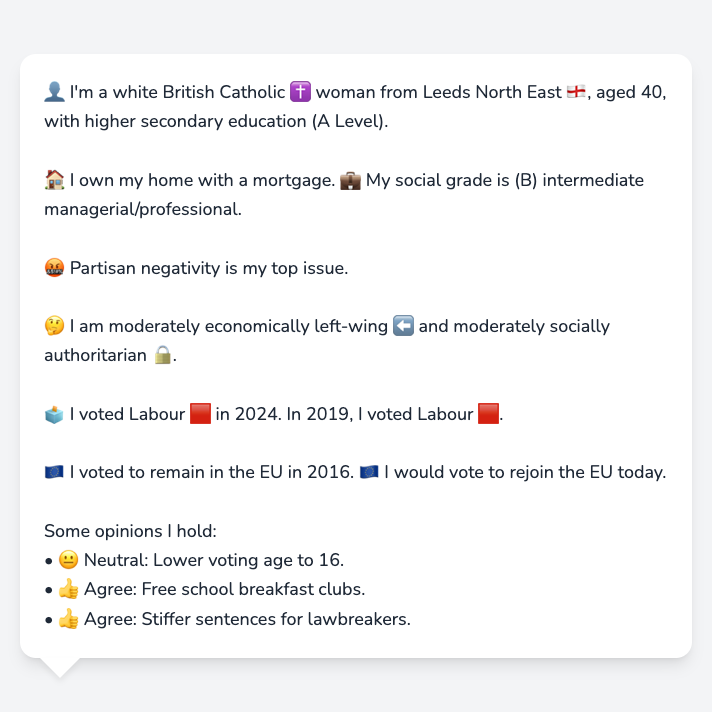 👤 I'm a white British Catholic ✝️ woman from Leeds North East 🏴󠁧󠁢󠁥󠁮󠁧󠁿, aged 40,
with higher secondary education (A Level).
🏠 I own my home with a mortgage. 💼 My social grade is (B) intermediate
managerial/professional.
🤬 Partisan negativity is my top issue.
🤔 I am moderately economically left-wing ⬅️ and moderately socially
authoritarian 🔒.
🗳️ I voted Labour 🟥 in 2024. In 2019, I voted Labour 🟥.
🇪🇺 I voted to remain in the EU in 2016. 🇪🇺 I would vote to rejoin the EU today.
Some opinions I hold:
• 😐 Neutral: Lower voting age to 16.
• 👍 Agree: Free school breakfast clubs.
• 👍 Agree: Stiffer sentences for lawbreakers.